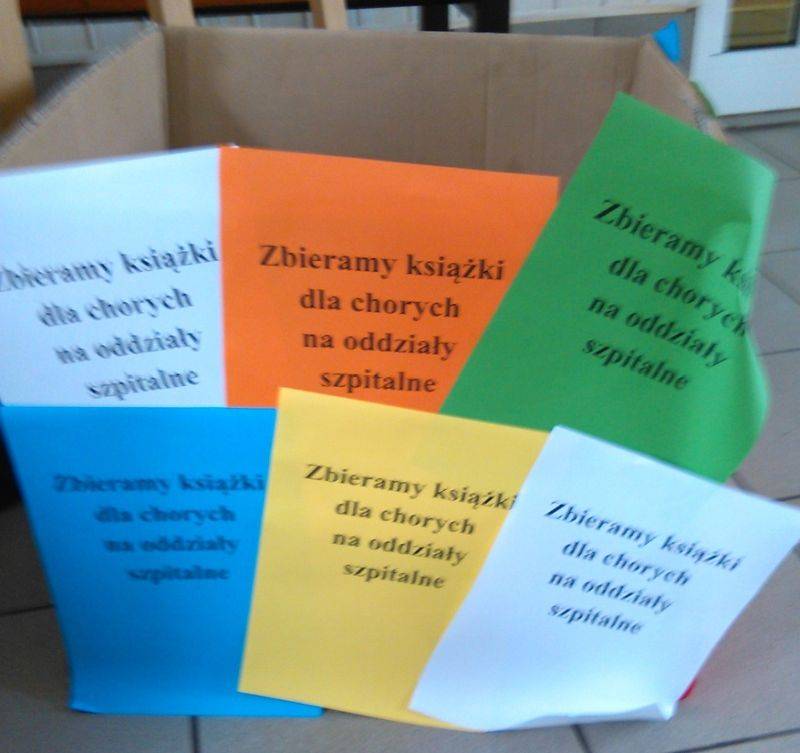 Zbieramy książki
dla chorych
na oddziały
szpitalne
Zbieramy książki
dla chorych
na oddziały
szpitalne
Zbieramy
dla chorych
na oddziały
szpitalne
Zbieramy książki
dla chorych
na oddziały
szpitalne
Zbieramy książki
dla chorych
na oddziały
szpitalne
Zbieramy książki
dla chorych
na oddziały
szpitalne